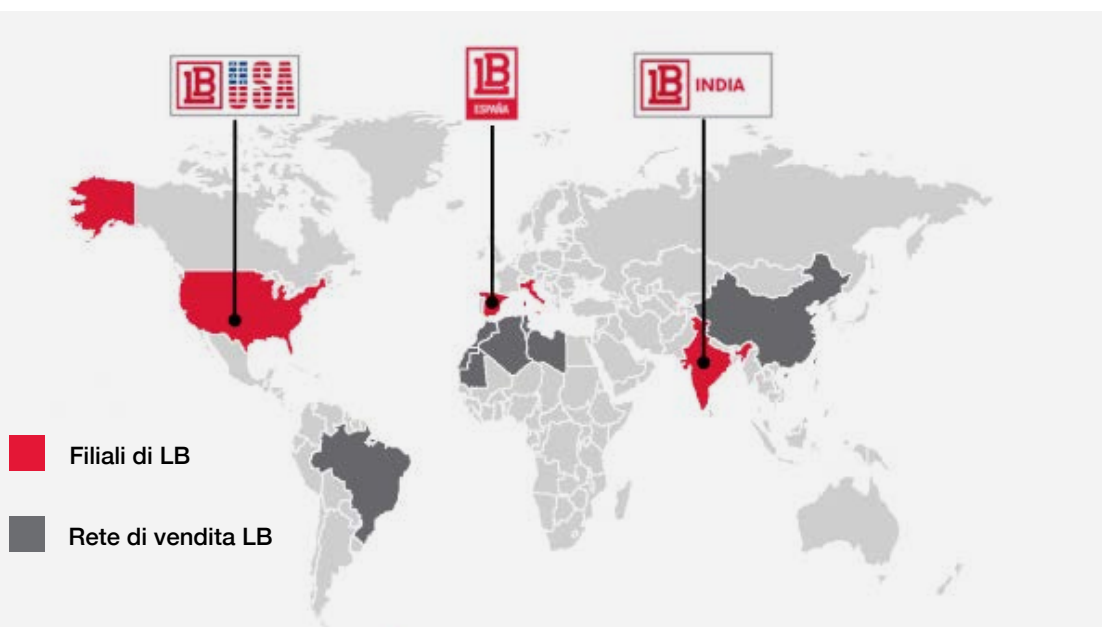 LB USA
LB
ESPAÑA
LB INDIA
Filiali di LB
Rete di vendita LB